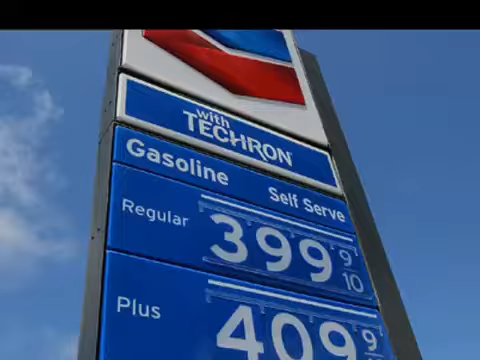 with
TECHRON
Gasoline
Self Serve
Regular 399 9/10
Plus 409 9